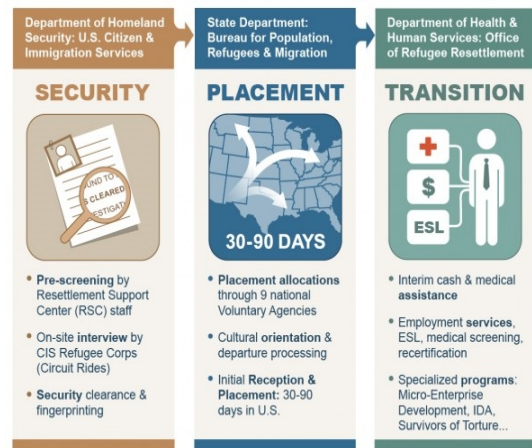 Department of Homeland
Security: U.S. Citizen &
Immigration Services
SECURITY
UND TO
S CLEARED
ESTIGAT
• Pre-screening by
Resettlement Support
Center (RSC) staff
• On-site interview by
CIS Refugee Corps
(Circuit Rides)
• Security clearance &
fingerprinting
State Department:
Bureau for Population,
Refugees & Migration
PLACEMENT
30-90 DAYS
• Placement allocations
through 9 national
Voluntary Agencies
• Cultural orientation &
departure processing
• Initial Reception &
Placement: 30-90
days in U.S.
Department of Health &
Human Services: Office
of Refugee Resettlement
TRANSITION
$
ESL
• Interim cash & medical
assistance
• Employment services,
ESL, medical screening,
recertification
• Specialized programs:
Micro-Enterprise
Development, IDA,
Survivors of Torture...